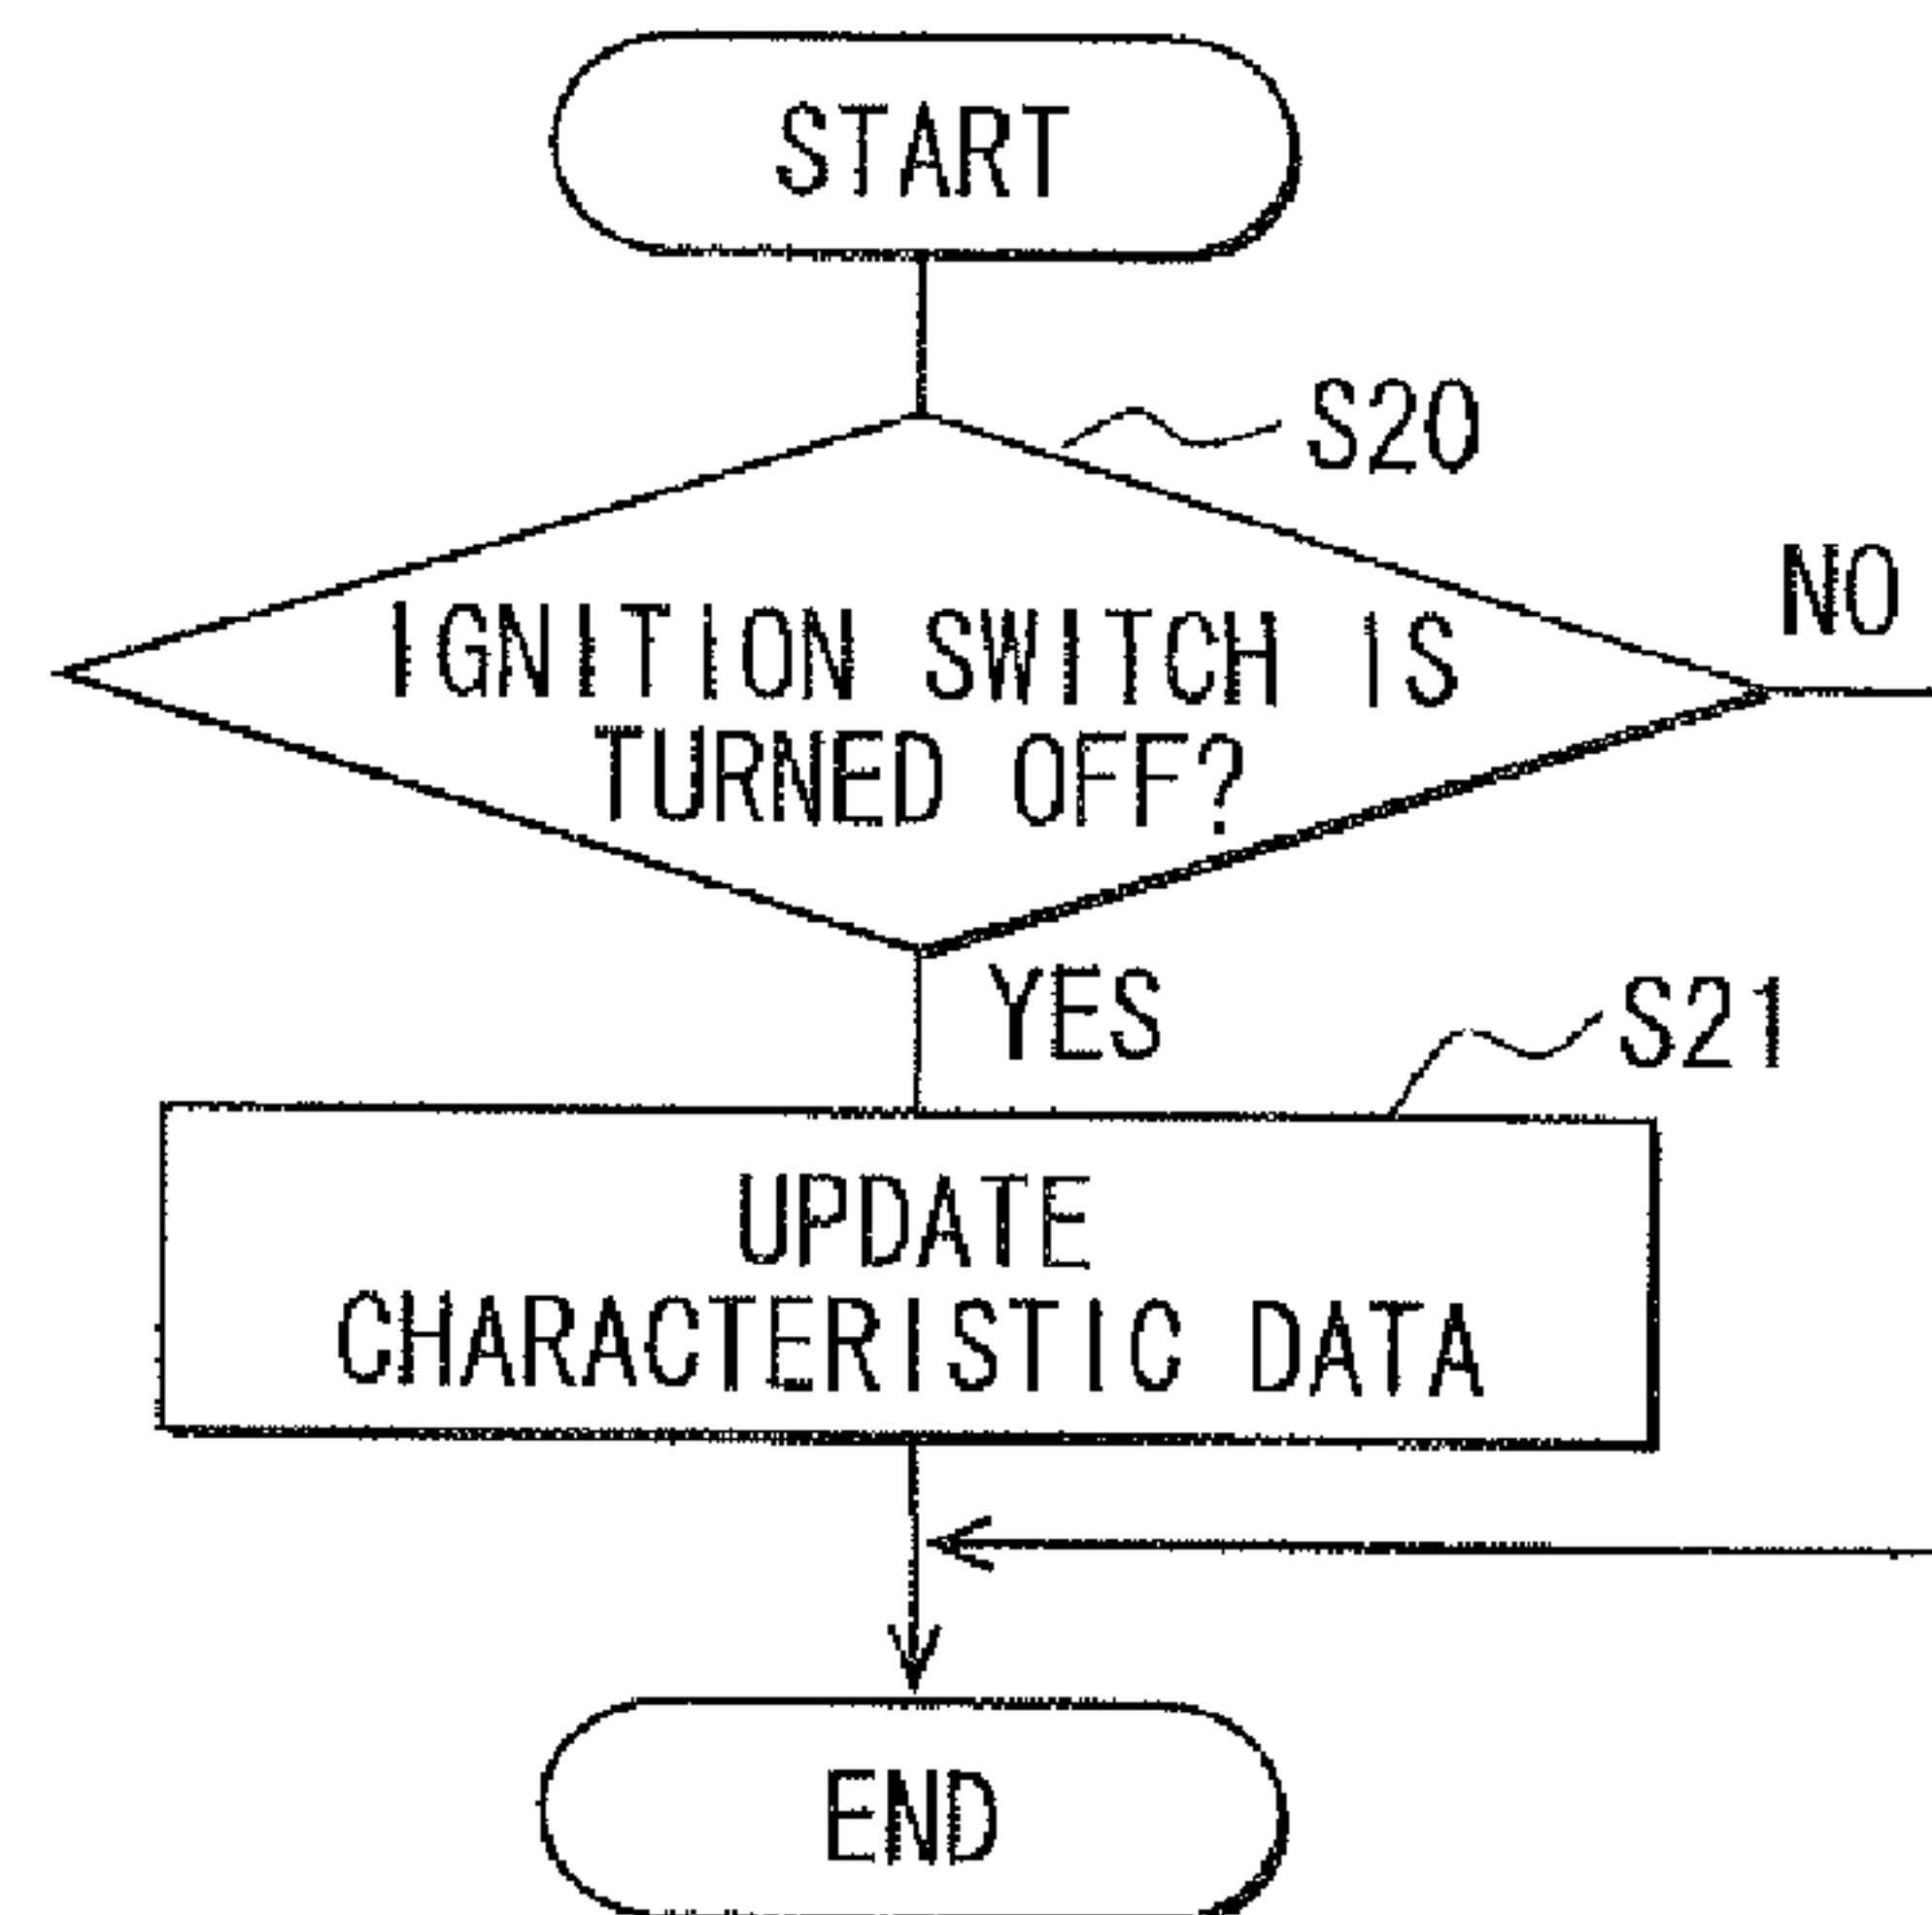 START
S20
NO
IGNITION SWITCH IS
TURNED OFF?
YES
S21
UPDATE
CHARACTERISTIC DATA
END